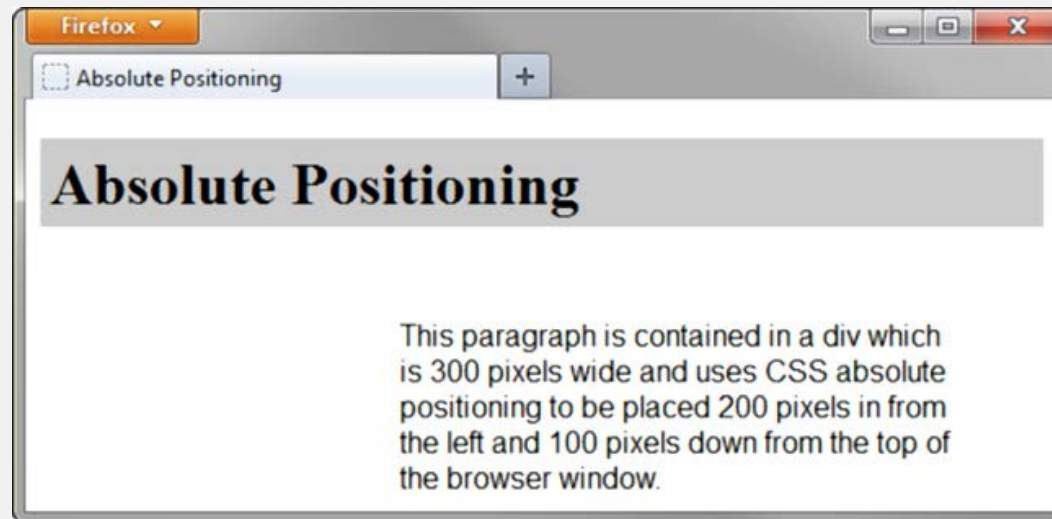 Firefox
Absolute Positioning
Absolute Positioning
This paragraph is contained in a div which
is 300 pixels wide and uses CSS absolute
positioning to be placed 200 pixels in from
the left and 100 pixels down from the top of
the browser window.